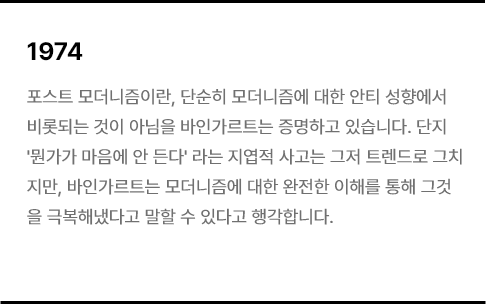 1974
포스트 모더니즘이란, 단순히 모더니즘에 대한 안티 성향에서
비롯되는 것이 아님을 바인가르트는 증명하고 있습니다. 단지
'뭔가가 마음에 안 든다' 라는 지엽적 사고는 그저 트렌드로 그치
지만, 바인가르트는 모더니즘에 대한 완전한 이해를 통해 그것
을 극복해냈다고 말할 수 있다고 행각합니다.